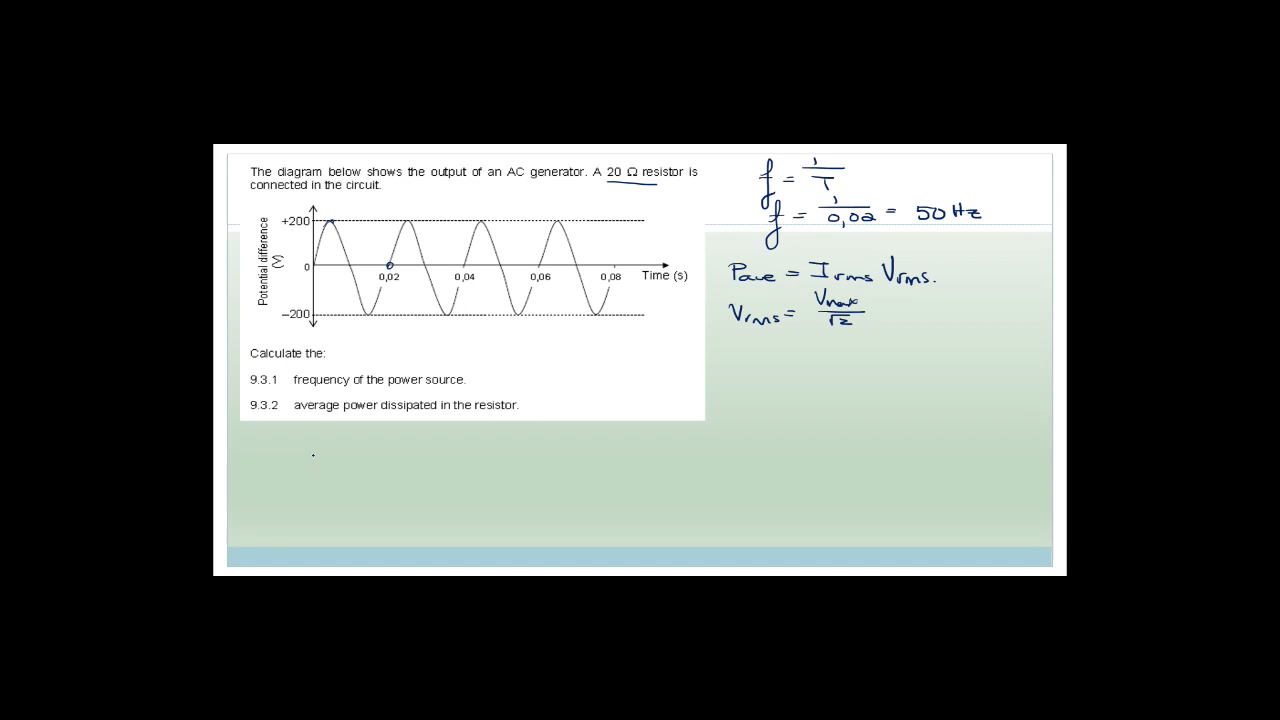 The diagram below shows the output of an AC generator. A 20 Ω resistor is
connected in the circuit.
Potential difference
(V)
+200
0
−200
0,02
0,04
0,06
0,08
Time (s)
Calculate the:
9.3.1 frequency of the power source.
9.3.2 average power dissipated in the resistor.
f = 1/T
f = 1/0,02 = 50 Hz
Pave = Irms Vrms.
Vrms = Vmax/√2